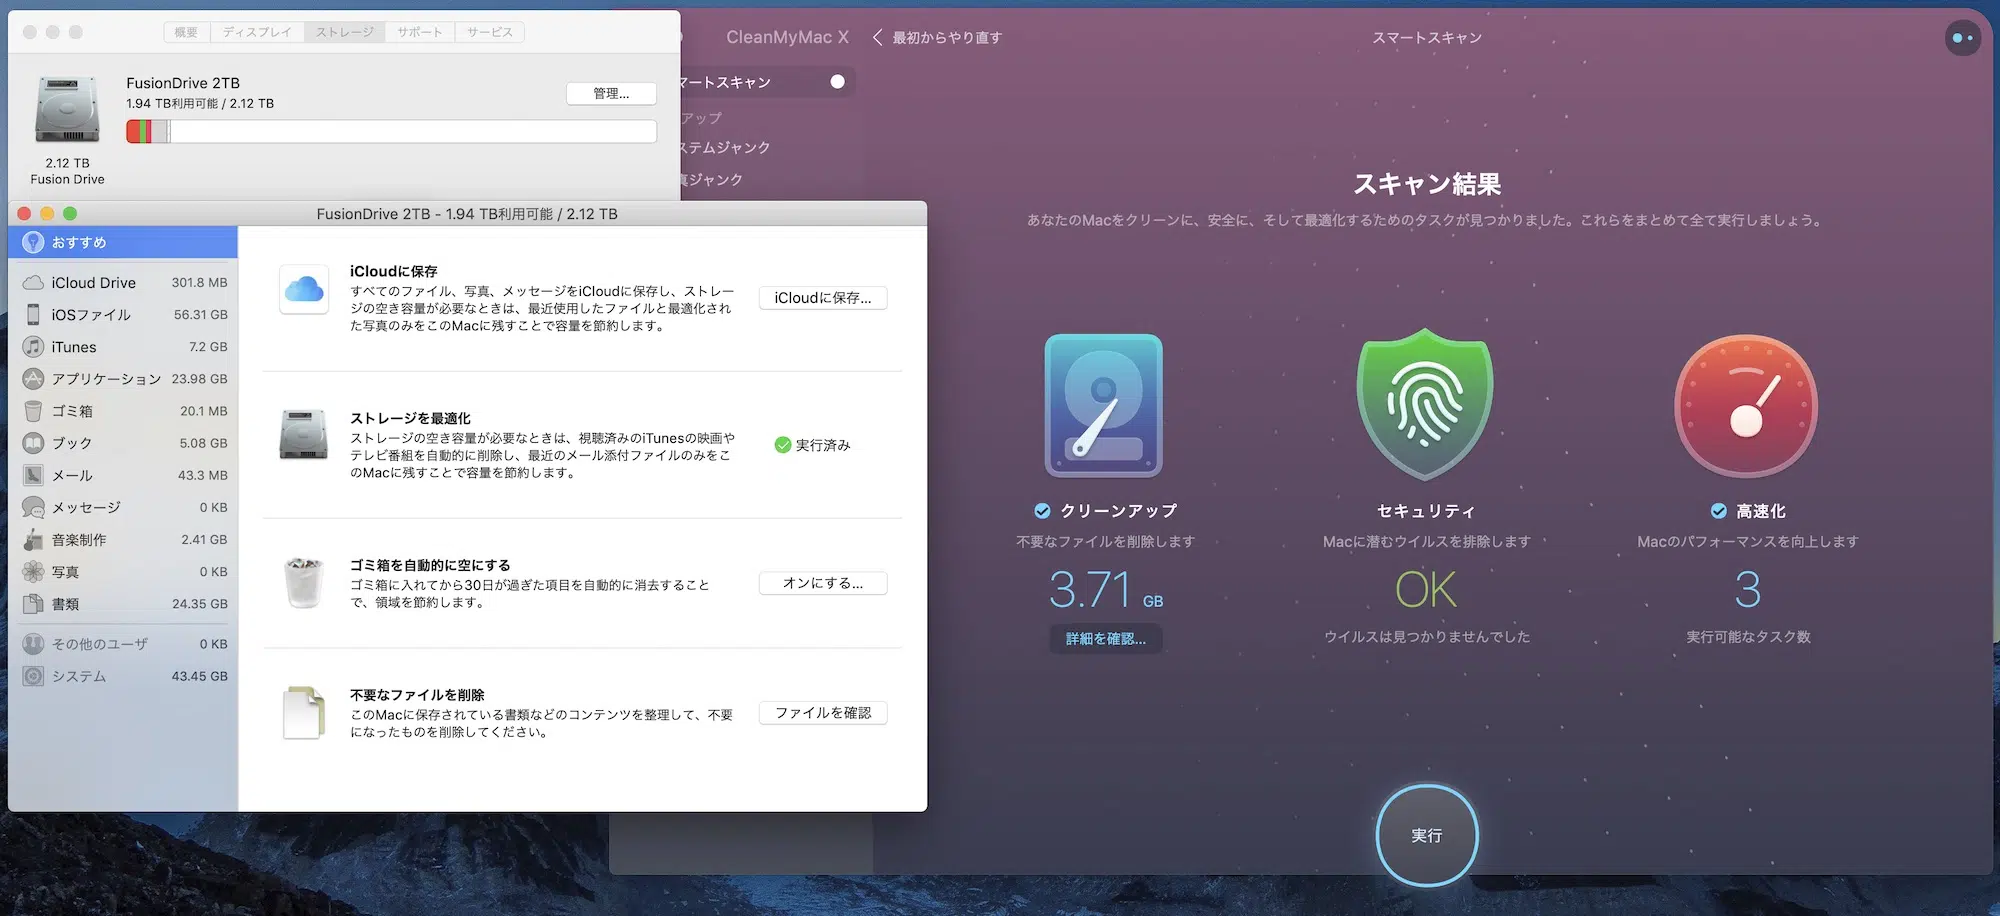 概要
ディスプレイ
ストレージ
サポート
サービス
FusionDrive 2TB
1.94 TB利用可能 / 2.12 TB
管理...
2.12 TB
Fusion Drive
FusionDrive 2TB - 1.94 TB利用可能 / 2.12 TB
おすすめ
iCloud Drive 301.8 MB
iOSファイル 56.31 GB
iTunes 7.2 GB
アプリケーション 23.98 GB
ゴミ箱 20.1 MB
ブック 5.08 GB
メール 43.3 MB
メッセージ 0 KB
音楽制作 2.41 GB
写真 0 KB
書類 24.35 GB
その他のユーザ 0 KB
システム 43.45 GB
iCloudに保存
すべてのファイル、写真、メッセージをiCloudに保存し、ストレー
ジの空き容量が必要なときは、最近使用したファイルと最適化され
た写真のみをこのMacに残すことで容量を節約します。
iCloudに保存...
ストレージを最適化
ストレージの空き容量が必要なときは、視聴済みのiTunesの映画や
テレビ番組を自動的に削除し、最近のメール添付ファイルのみをこ
のMacに残すことで容量を節約します。
実行済み
ゴミ箱を自動的に空にする
ゴミ箱に入れてから30日が過ぎた項目を自動的に消去すること
で、領域を節約します。
オンにする...
不要なファイルを削除
このMacに保存されている書類などのコンテンツを整理して、不要
になったものを削除してください。
ファイルを確認
CleanMyMac X
最初からやり直す
スマートスキャン
マートスキャン
アップ
ステムジャンク
真ジャンク
スキャン結果
あなたのMacをクリーンに、安全に、そして最適化するためのタスクが見つかりました。これらをまとめて全て実行しましょう。
クリーンアップ
不要なファイルを削除します
3.71 GB
詳細を確認...
セキュリティ
Macに潜むウイルスを排除します
OK
ウイルスは見つかりませんでした
高速化
Macのパフォーマンスを向上します
3
実行可能なタスク数
実行